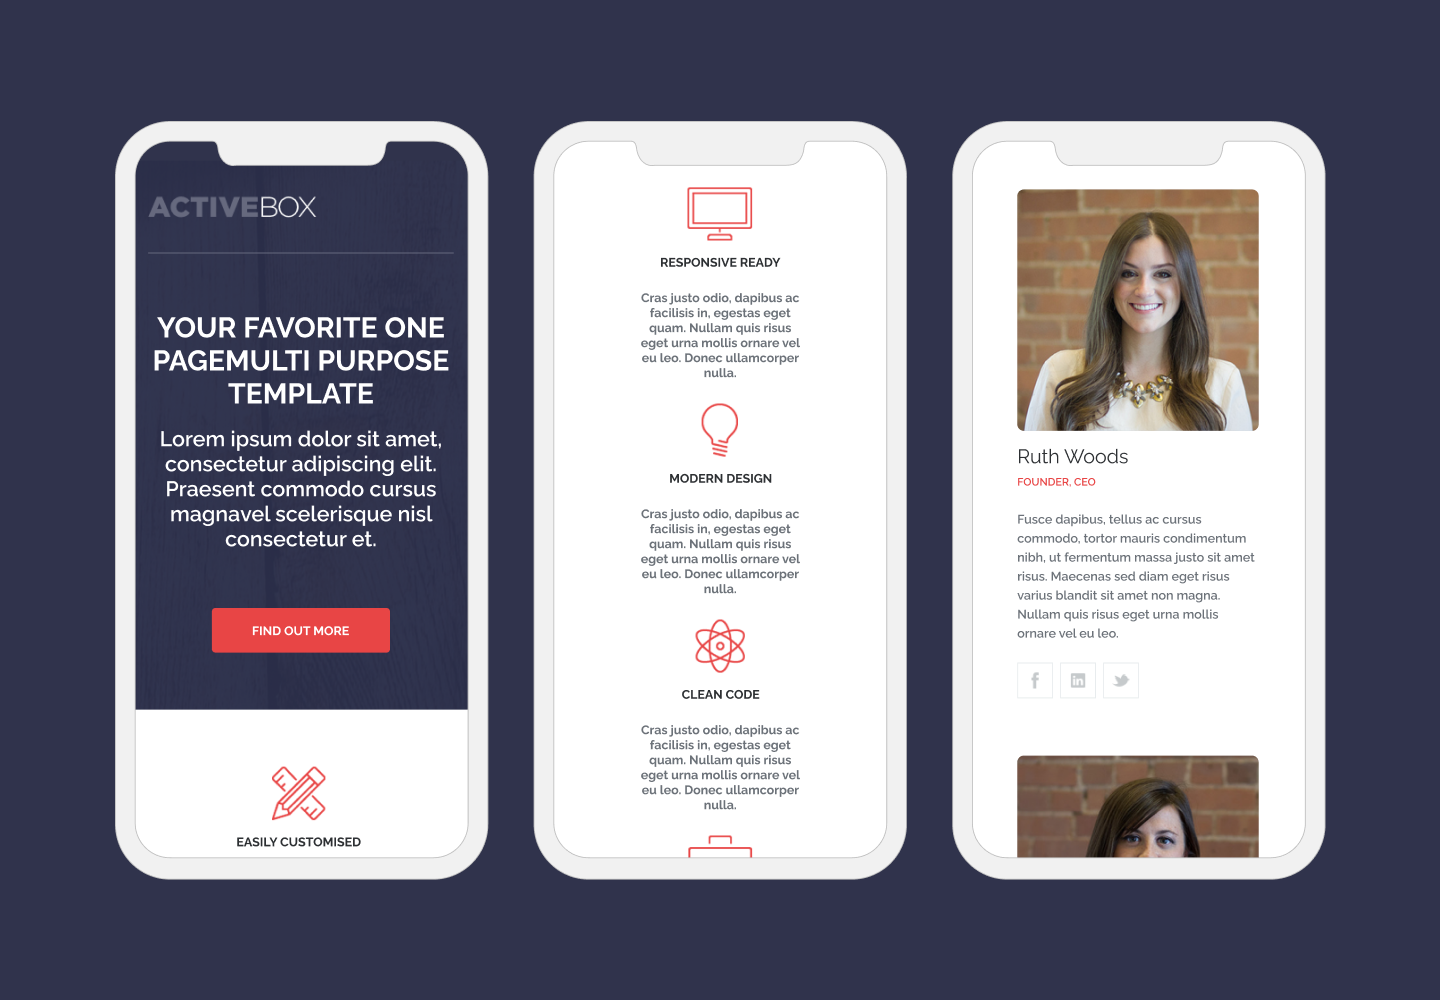 ACTIVEBOX
YOUR FAVORITE ONE
PAGEMULTI PURPOSE
TEMPLATE
Lorem ipsum dolor sit amet,
consectetur adipiscing elit.
Praesent commodo cursus
magnavel scelerisque nisl
consectetur et.
FIND OUT MORE
EASILY CUSTOMISED
RESPONSIVE READY
Cras justo odio, dapibus ac
facilisis in, egestas eget
quam. Nullam quis risus
eget urna mollis ornare vel
eu leo. Donec ullamcorper
nulla.
MODERN DESIGN
Cras justo odio, dapibus ac
facilisis in, egestas eget
quam. Nullam quis risus
eget urna mollis ornare vel
eu leo. Donec ullamcorper
nulla.
CLEAN CODE
Cras justo odio, dapibus ac
facilisis in, egestas eget
quam. Nullam quis risus
eget urna mollis ornare vel
eu leo. Donec ullamcorper
nulla.
Ruth Woods
FOUNDER, CEO
Fusce dapibus, tellus ac cursus
commodo, tortor mauris condimentum
nibh, ut fermentum massa justo sit amet
risus. Maecenas sed diam eget risus
varius blandit sit amet non magna.
Nullam quis risus eget urna mollis
ornare vel eu leo.